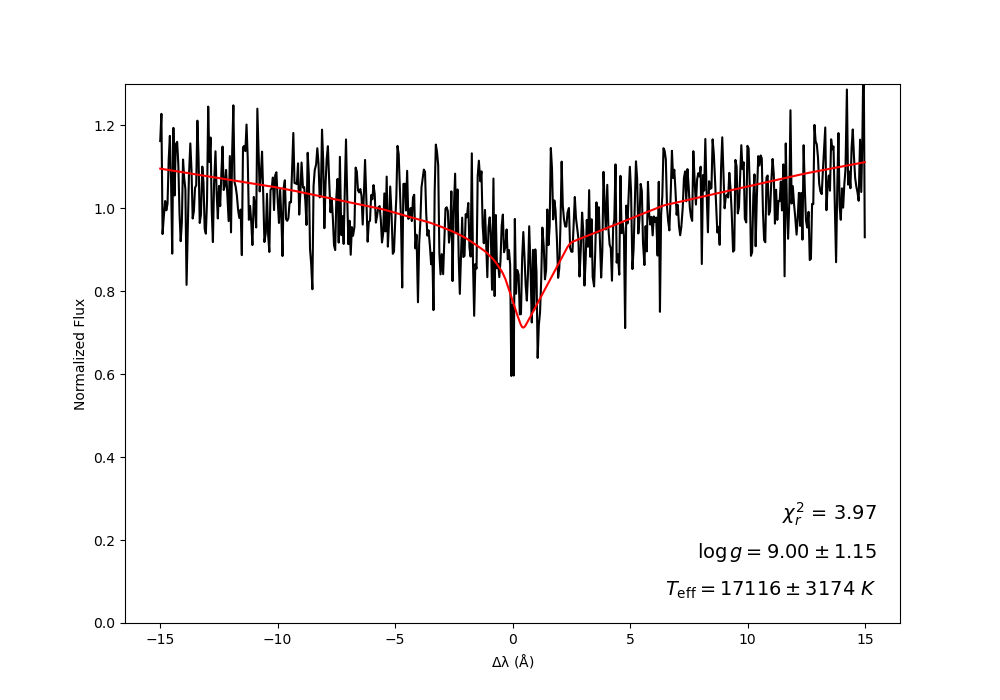 1.2
1.0
0.8
0.6
0.4
0.2
0.0
Normalized Flux
χ²ᵣ = 3.97
log g = 9.00 ± 1.15
T_eff = 17116 ± 3174 K
−15 −10 −5 0 5 10 15
Δλ (Å)